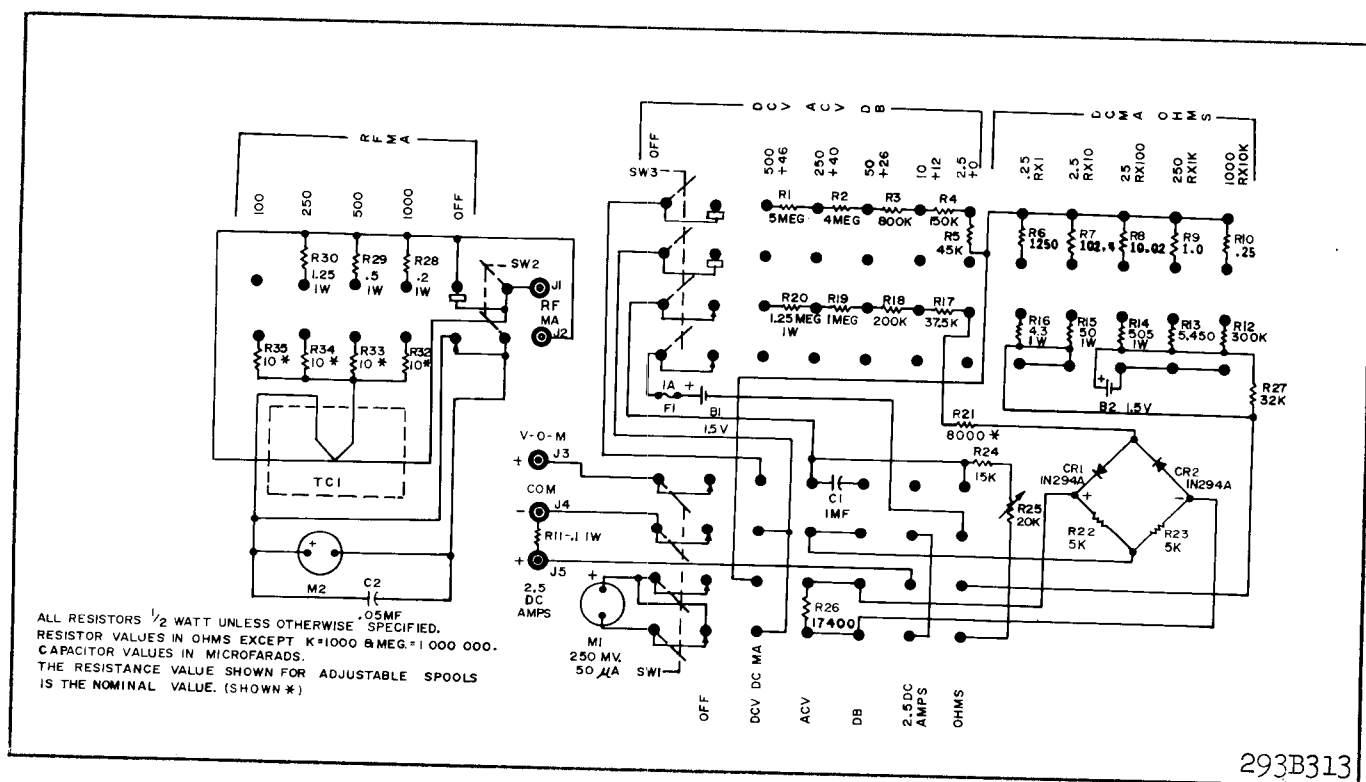 RFMA
100
250
500
1000
OFF
R30
1.25
1W
R29
.5
1W
R28
.2
1W
SW2
J1
RF
MA
J2
R35
10 *
R34
10 *
R33
10 *
R32
10*
TC1
+
M2
C2
.05MF
DCV ACV DB
OFF
SW3
500
+46
250
+40
50
+26
10
+12
2.5
+0
R1
5MEG
R2
4MEG
R3
800K
R4
150K
R5
45K
R20
1.25 MEG
1W
R19
1MEG
R18
200K
R17
37.5K
DCMA OHMS
.25
RX1
2.5
RX10
25
RX100
250
RX1K
1000
RX10K
R6
1250
R7
102.4
R8
10.02
R9
1.0
R10
.25
R16
4.3
1W
R15
50
1W
R14
505
1W
R13
5,450
R12
300K
+
B2 1.5V
R27
32K
1A
F1
+
B1
1.5V
R21
8000 *
R24
15K
R25
20K
CR1
IN294A
CR2
IN294A
+
-
R22
5K
R23
5K
V-O-M
+
J3
COM
-
J4
R11-.1 1W
+
J5
2.5
DC
AMPS
C1
1MF
+
M1
250 MV.
50 µA
SW1
R26
17400
OFF
DCV DC MA
ACV
DB
2.5 DC
AMPS
OHMS
ALL RESISTORS 1/2 WATT UNLESS OTHERWISE SPECIFIED.
RESISTOR VALUES IN OHMS EXCEPT K=1000 & MEG.=1 000 000.
CAPACITOR VALUES IN MICROFARADS.
THE RESISTANCE VALUE SHOWN FOR ADJUSTABLE SPOOLS
IS THE NOMINAL VALUE. (SHOWN *)
293B313